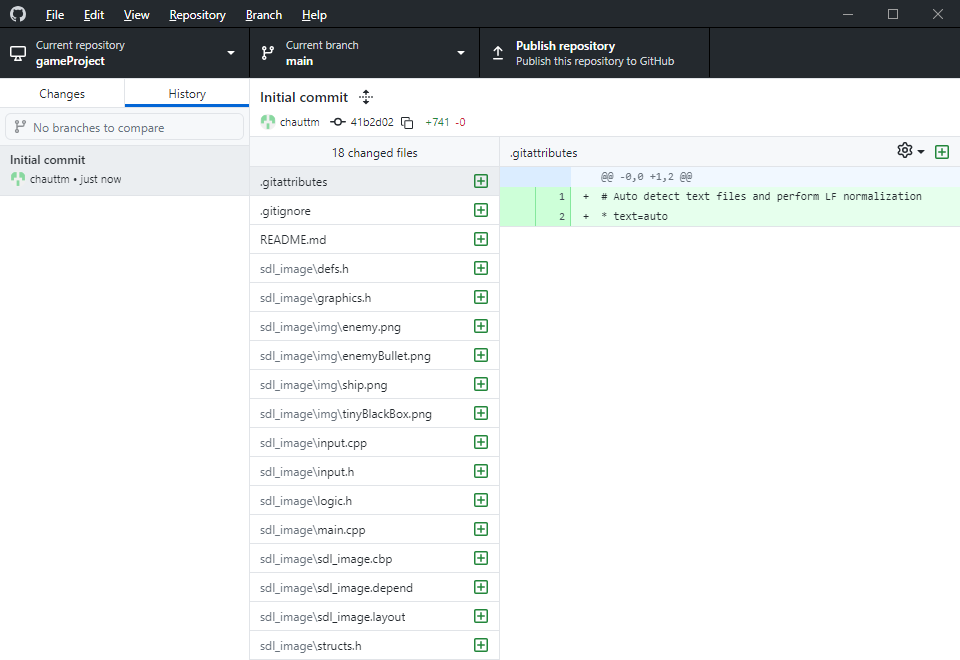 File Edit View Repository Branch Help
Current repository
gameProject
Current branch
main
Publish repository
Publish this repository to GitHub
Changes History
No branches to compare
Initial commit
chauttm • just now
Initial commit
chauttm 41b2d02 +741 -0
18 changed files
.gitattributes
.gitignore
README.md
sdl_image\defs.h
sdl_image\graphics.h
sdl_image\img\enemy.png
sdl_image\img\enemyBullet.png
sdl_image\img\ship.png
sdl_image\img\tinyBlackBox.png
sdl_image\input.cpp
sdl_image\input.h
sdl_image\logic.h
sdl_image\main.cpp
sdl_image\sdl_image.cbp
sdl_image\sdl_image.depend
sdl_image\sdl_image.layout
sdl_image\structs.h
.gitattributes
@@ -0,0 +1,2 @@
1 + # Auto detect text files and perform LF normalization
2 + * text=auto